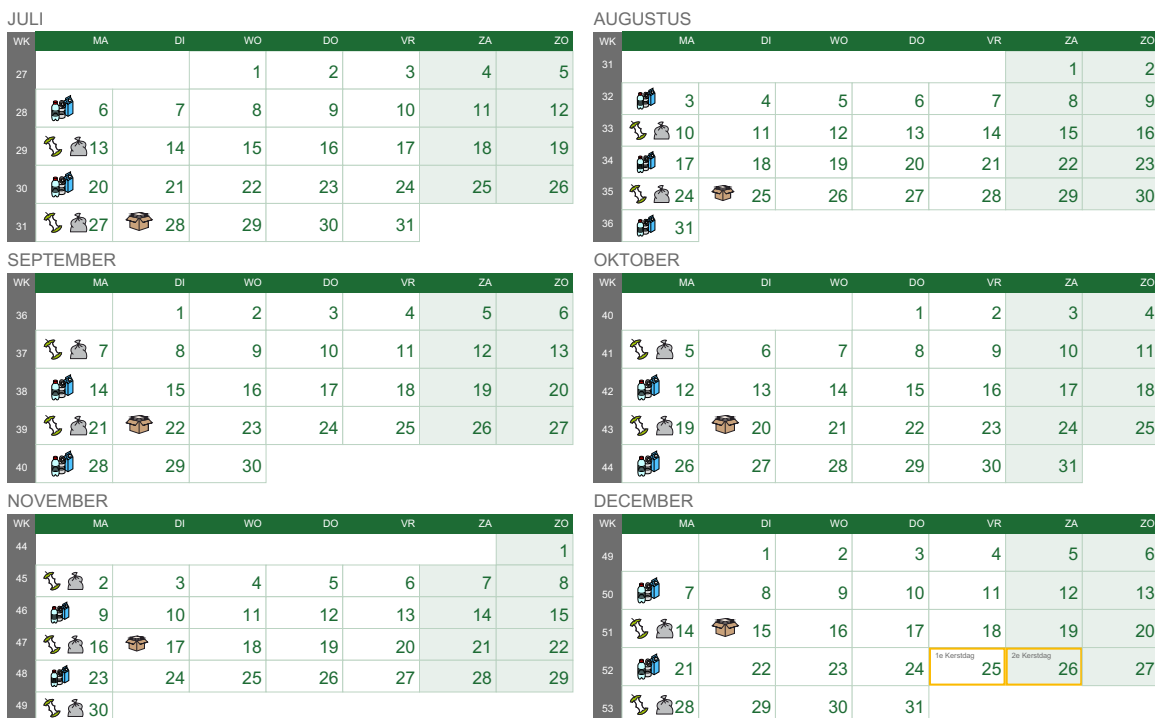 JULI
WK MA DI WO DO VR ZA ZO
27 1 2 3 4 5
28 6 7 8 9 10 11 12
29 13 14 15 16 17 18 19
30 20 21 22 23 24 25 26
31 27 28 29 30 31
AUGUSTUS
WK MA DI WO DO VR ZA ZO
31 1 2
32 3 4 5 6 7 8 9
33 10 11 12 13 14 15 16
34 17 18 19 20 21 22 23
35 24 25 26 27 28 29 30
36 31
SEPTEMBER
WK MA DI WO DO VR ZA ZO
36 1 2 3 4 5 6
37 7 8 9 10 11 12 13
38 14 15 16 17 18 19 20
39 21 22 23 24 25 26 27
40 28 29 30
OKTOBER
WK MA DI WO DO VR ZA ZO
40 1 2 3 4
41 5 6 7 8 9 10 11
42 12 13 14 15 16 17 18
43 19 20 21 22 23 24 25
44 26 27 28 29 30 31
NOVEMBER
WK MA DI WO DO VR ZA ZO
44 1
45 2 3 4 5 6 7 8
46 9 10 11 12 13 14 15
47 16 17 18 19 20 21 22
48 23 24 25 26 27 28 29
49 30
DECEMBER
WK MA DI WO DO VR ZA ZO
49 1 2 3 4 5 6
50 7 8 9 10 11 12 13
51 14 15 16 17 18 19 20
1e Kerstdag 2e Kerstdag
52 21 22 23 24 25 26 27
53 28 29 30 31